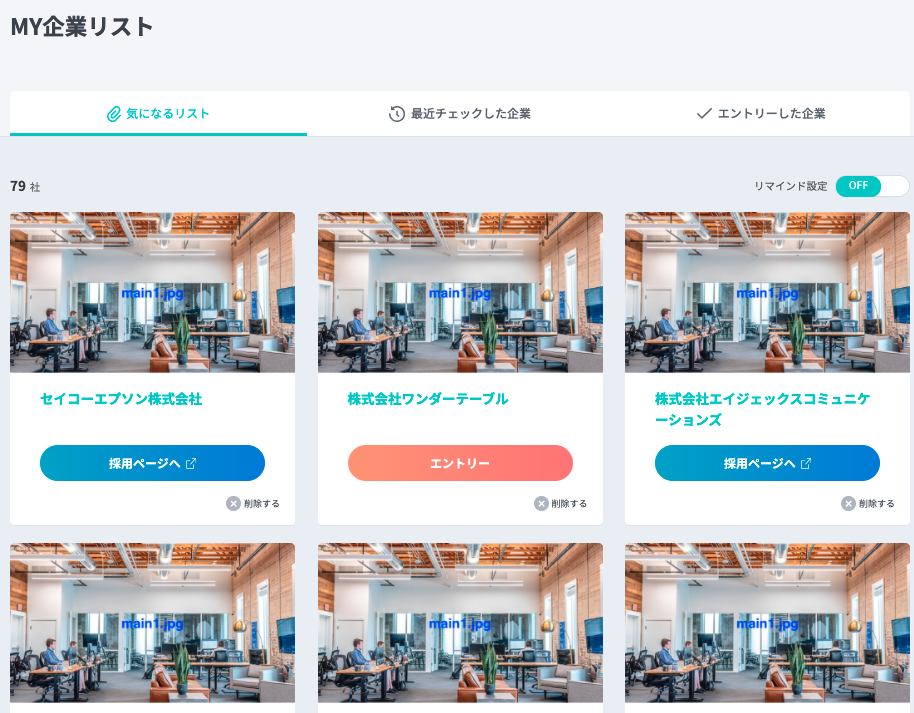 MY企業リスト
気になるリスト
最近チェックした企業
エントリーした企業
79 社
リマインド設定
OFF
main1.jpg
main1.jpg
main1.jpg
セイコーエプソン株式会社
株式会社ワンダーテーブル
株式会社エイジェックスコミュニケ
ーションズ
採用ページへ
エントリー
採用ページへ
削除する
削除する
削除する
main1.jpg
main1.jpg
main1.jpg